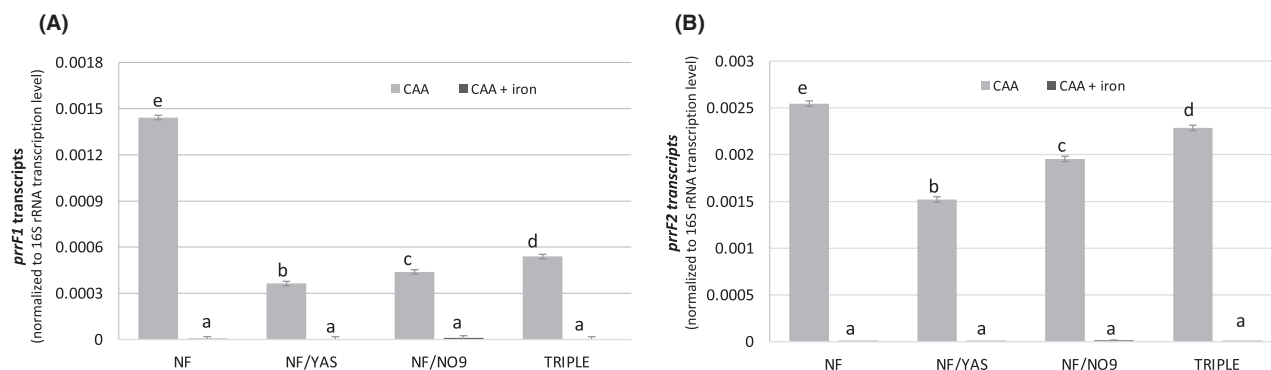 (A)
prrF1 transcripts
(normalized to 16S rRNA transcription level)
0.0018
0.0015
0.0012
0.0009
0.0006
0.0003
0
CAA CAA + iron
e
a
b
a
c
a
d
a
NF NF/YAS NF/NO9 TRIPLE
(B)
prrF2 transcripts
(normalized to 16S rRNA transcription level)
0.003
0.0025
0.002
0.0015
0.001
0.0005
0
CAA CAA + iron
e
a
b
a
c
a
d
a
NF NF/YAS NF/NO9 TRIPLE